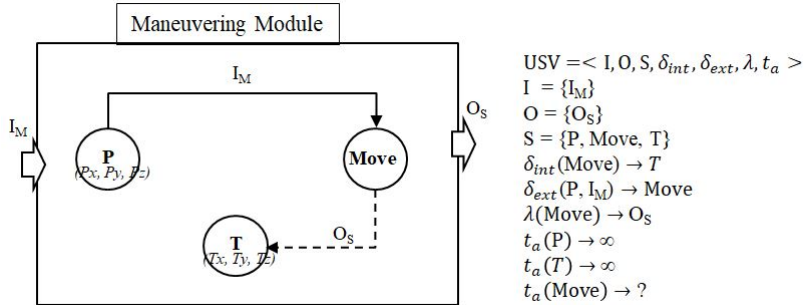 Maneuvering Module
I_M
I_M
O_S
P
(Px, Py, Pz)
Move
O_S
T
(Tx, Ty, Tz)
USV =< I, O, S, δ_int, δ_ext, λ, t_a >
I = {I_M}
O = {O_S}
S = {P, Move, T}
δ_int(Move) → T
δ_ext(P, I_M) → Move
λ(Move) → O_S
t_a(P) → ∞
t_a(T) → ∞
t_a(Move) → ?